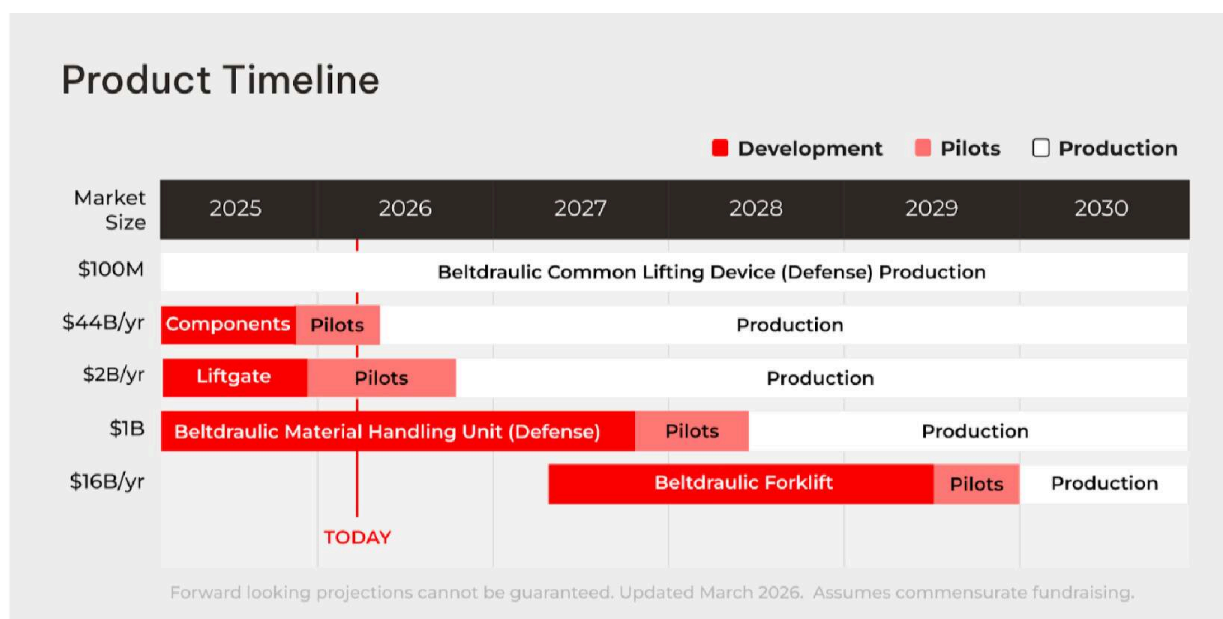 Product Timeline
Development Pilots Production
Market
Size
2025 2026 2027 2028 2029 2030
$100M Beltdraulic Common Lifting Device (Defense) Production
$44B/yr Components Pilots Production
$2B/yr Liftgate Pilots Production
$1B Beltdraulic Material Handling Unit (Defense) Pilots Production
$16B/yr Beltdraulic Forklift Pilots Production
TODAY
Forward looking projections cannot be guaranteed. Updated March 2026. Assumes commensurate fundraising.